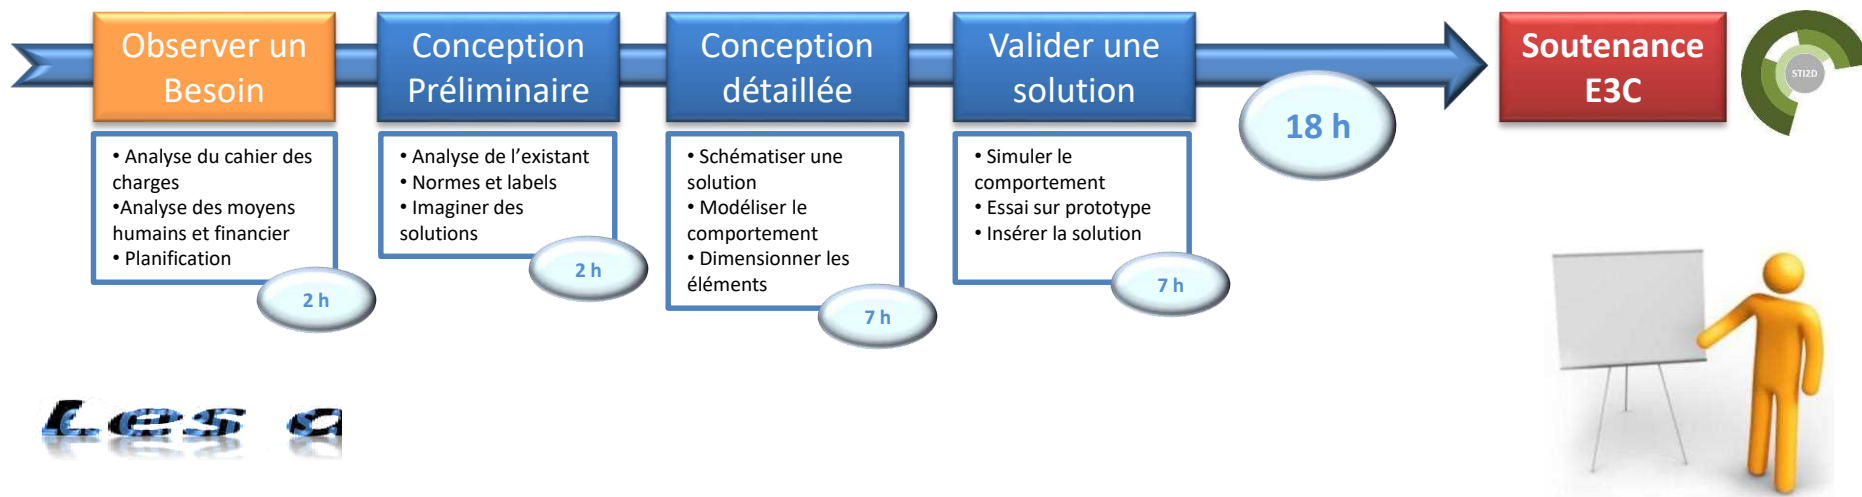 Observer un
Besoin
Conception
Préliminaire
Conception
détaillée
Valider une
solution
Soutenance
E3C
STI2D
18 h
• Analyse du cahier des
charges
•Analyse des moyens
humains et financier
• Planification
2 h
• Analyse de l’existant
• Normes et labels
• Imaginer des
solutions
2 h
• Schématiser une
solution
• Modéliser le
comportement
• Dimensionner les
éléments
7 h
• Simuler le
comportement
• Essai sur prototype
• Insérer la solution
7 h
Les